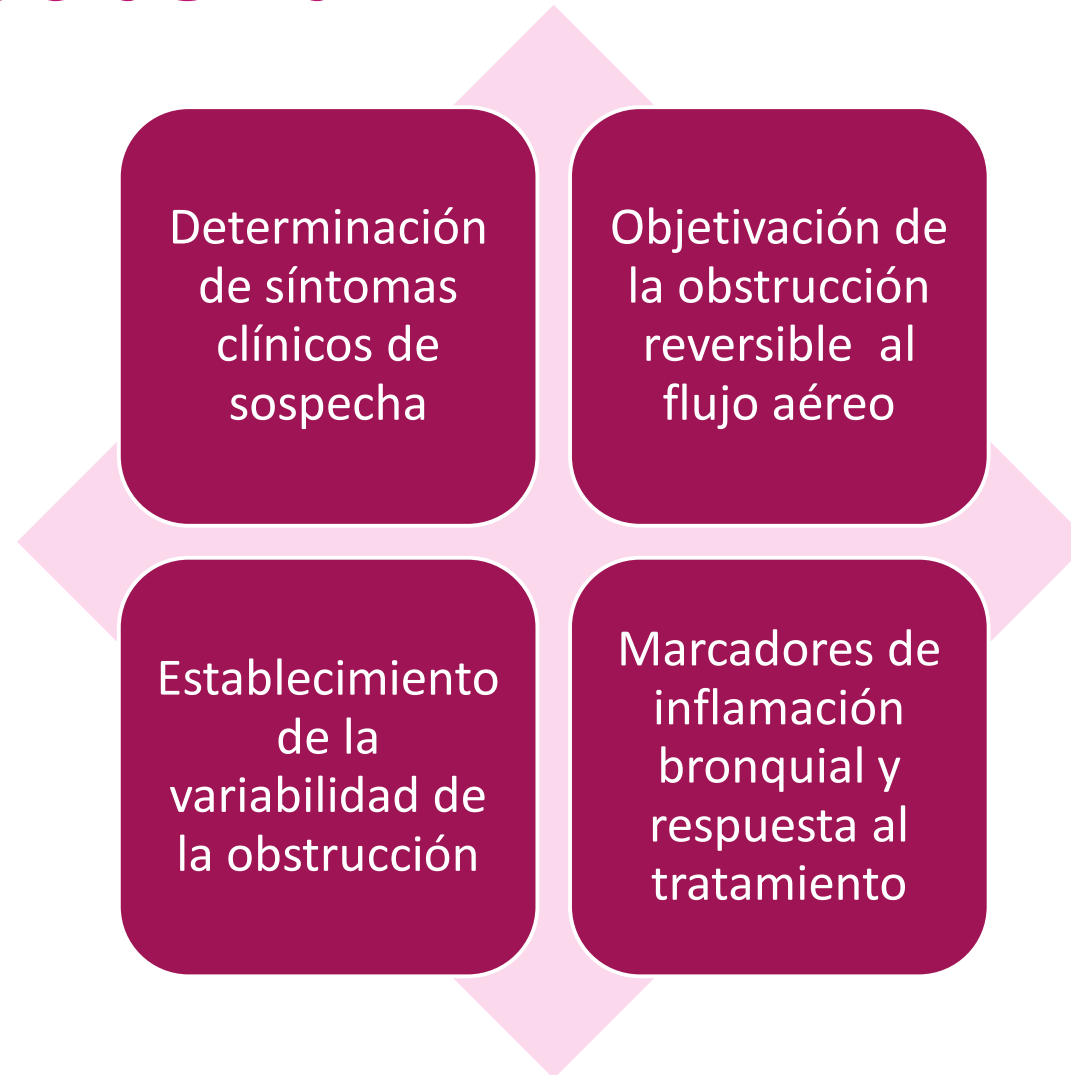 Determinación
de síntomas
clínicos de
sospecha
Objetivación de
la obstrucción
reversible al
flujo aéreo
Establecimiento
de la
variabilidad de
la obstrucción
Marcadores de
inflamación
bronquial y
respuesta al
tratamiento